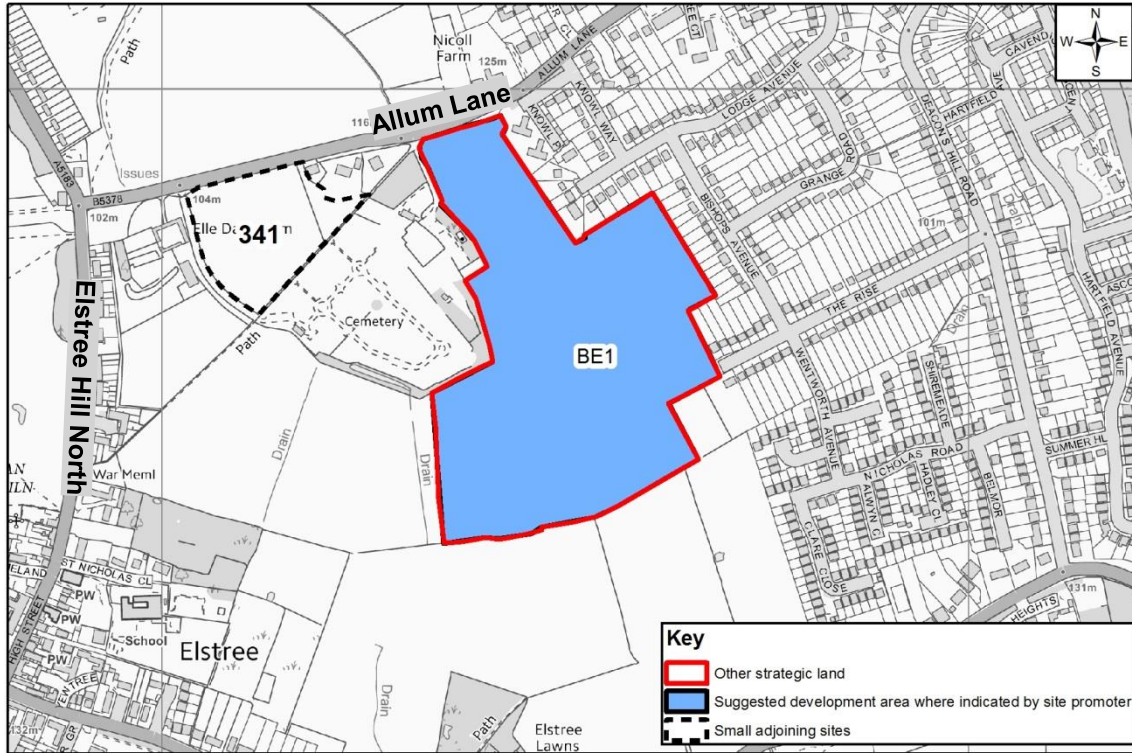 Nicoll
Farm
125m
ALLUM LANE
Allum Lane
Path
A5183
Issues
B5378
102m
104m
341
Cemetery
Path
Drain
Drain
BE1
KNOWL WAY
LODGE AVENUE
GRANGE
ROAD
BISHOPS AVENUE
DEACONS HILL ROAD
HARTFIELD
AVE
101m
Drain
THE RISE
WENTWORTH AVENUE
SHIREMEADE
HARTFIELD AVENUE
NICHOLAS ROAD
ALWYN C
HADLEY CL
BELMOR
CLARE CLOSE
Drain
131m
HEIGHTS
Elstree Hill North
War Meml
ST NICHOLAS CL
PW
PW
PW
School
HIGH STREET
Elstree
Drain
Path
Elstree
Lawns
132m
N
W E
S
Key
Other strategic land
Suggested development area where indicated by site promoter
Small adjoining sites